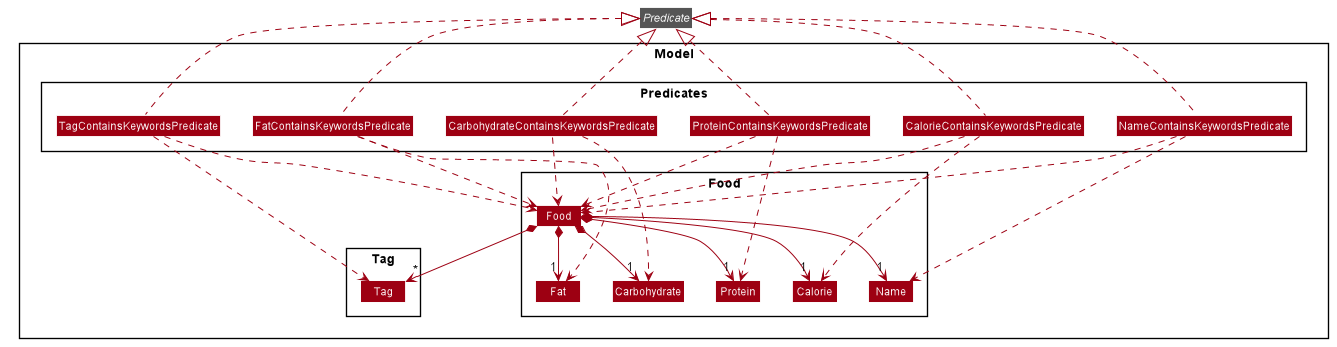 Predicate
Model
Predicates
TagContainsKeywordsPredicate
FatContainsKeywordsPredicate
CarbohydrateContainsKeywordsPredicate
ProteinContainsKeywordsPredicate
CalorieContainsKeywordsPredicate
NameContainsKeywordsPredicate
Food
Food
Tag
*
1
1
1
1
1
Tag
Fat
Carbohydrate
Protein
Calorie
Name